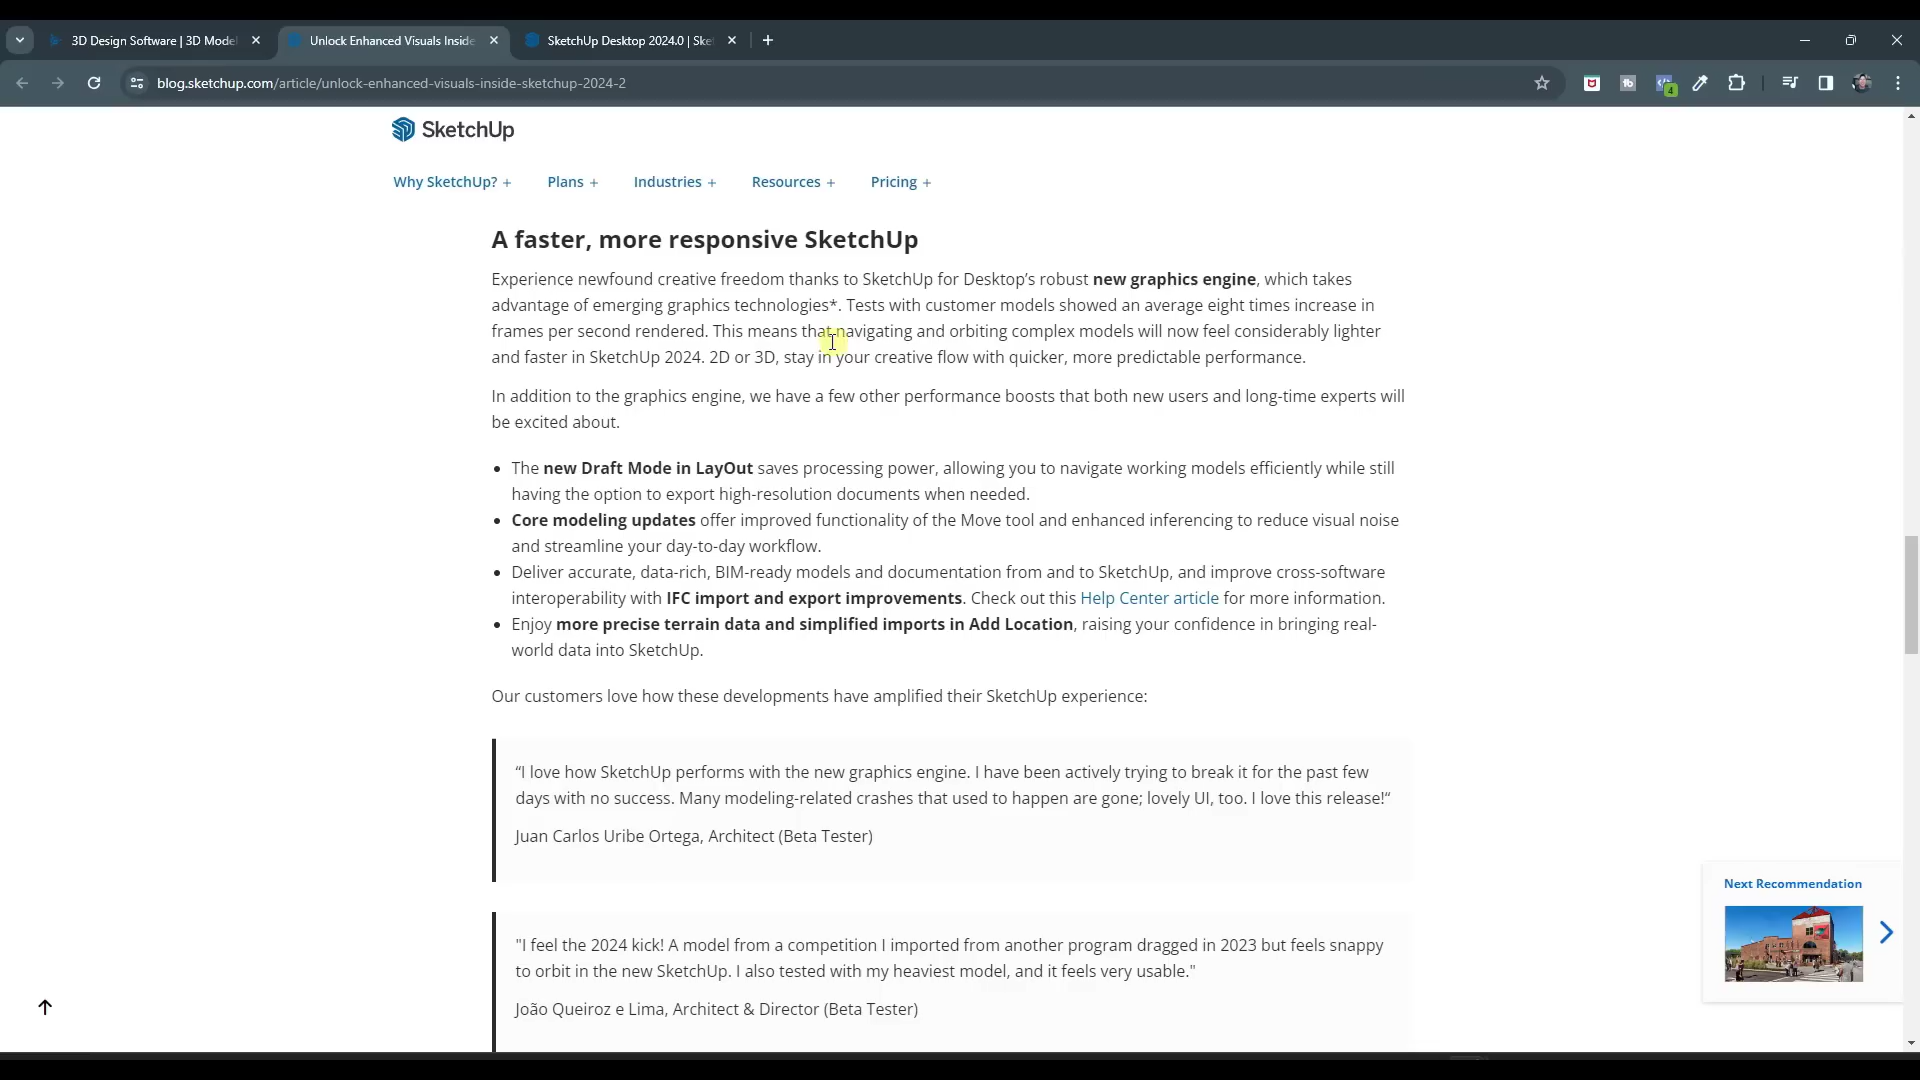 3D Design Software | 3D Model
Unlock Enhanced Visuals Inside
SketchUp Desktop 2024.0 | Ske
blog.sketchup.com/article/unlock-enhanced-visuals-inside-sketchup-2024-2
4
SketchUp
Why SketchUp? +
Plans +
Industries +
Resources +
Pricing +
A faster, more responsive SketchUp
Experience newfound creative freedom thanks to SketchUp for Desktop’s robust new graphics engine, which takes
advantage of emerging graphics technologies*. Tests with customer models showed an average eight times increase in
frames per second rendered. This means that navigating and orbiting complex models will now feel considerably lighter
and faster in SketchUp 2024. 2D or 3D, stay in your creative flow with quicker, more predictable performance.
In addition to the graphics engine, we have a few other performance boosts that both new users and long-time experts will
be excited about.
• The new Draft Mode in LayOut saves processing power, allowing you to navigate working models efficiently while still
having the option to export high-resolution documents when needed.
• Core modeling updates offer improved functionality of the Move tool and enhanced inferencing to reduce visual noise
and streamline your day-to-day workflow.
• Deliver accurate, data-rich, BIM-ready models and documentation from and to SketchUp, and improve cross-software
interoperability with IFC import and export improvements. Check out this Help Center article for more information.
• Enjoy more precise terrain data and simplified imports in Add Location, raising your confidence in bringing real-
world data into SketchUp.
Our customers love how these developments have amplified their SketchUp experience:
“I love how SketchUp performs with the new graphics engine. I have been actively trying to break it for the past few
days with no success. Many modeling-related crashes that used to happen are gone; lovely UI, too. I love this release!“
Juan Carlos Uribe Ortega, Architect (Beta Tester)
"I feel the 2024 kick! A model from a competition I imported from another program dragged in 2023 but feels snappy
to orbit in the new SketchUp. I also tested with my heaviest model, and it feels very usable."
João Queiroz e Lima, Architect & Director (Beta Tester)
Next Recommendation